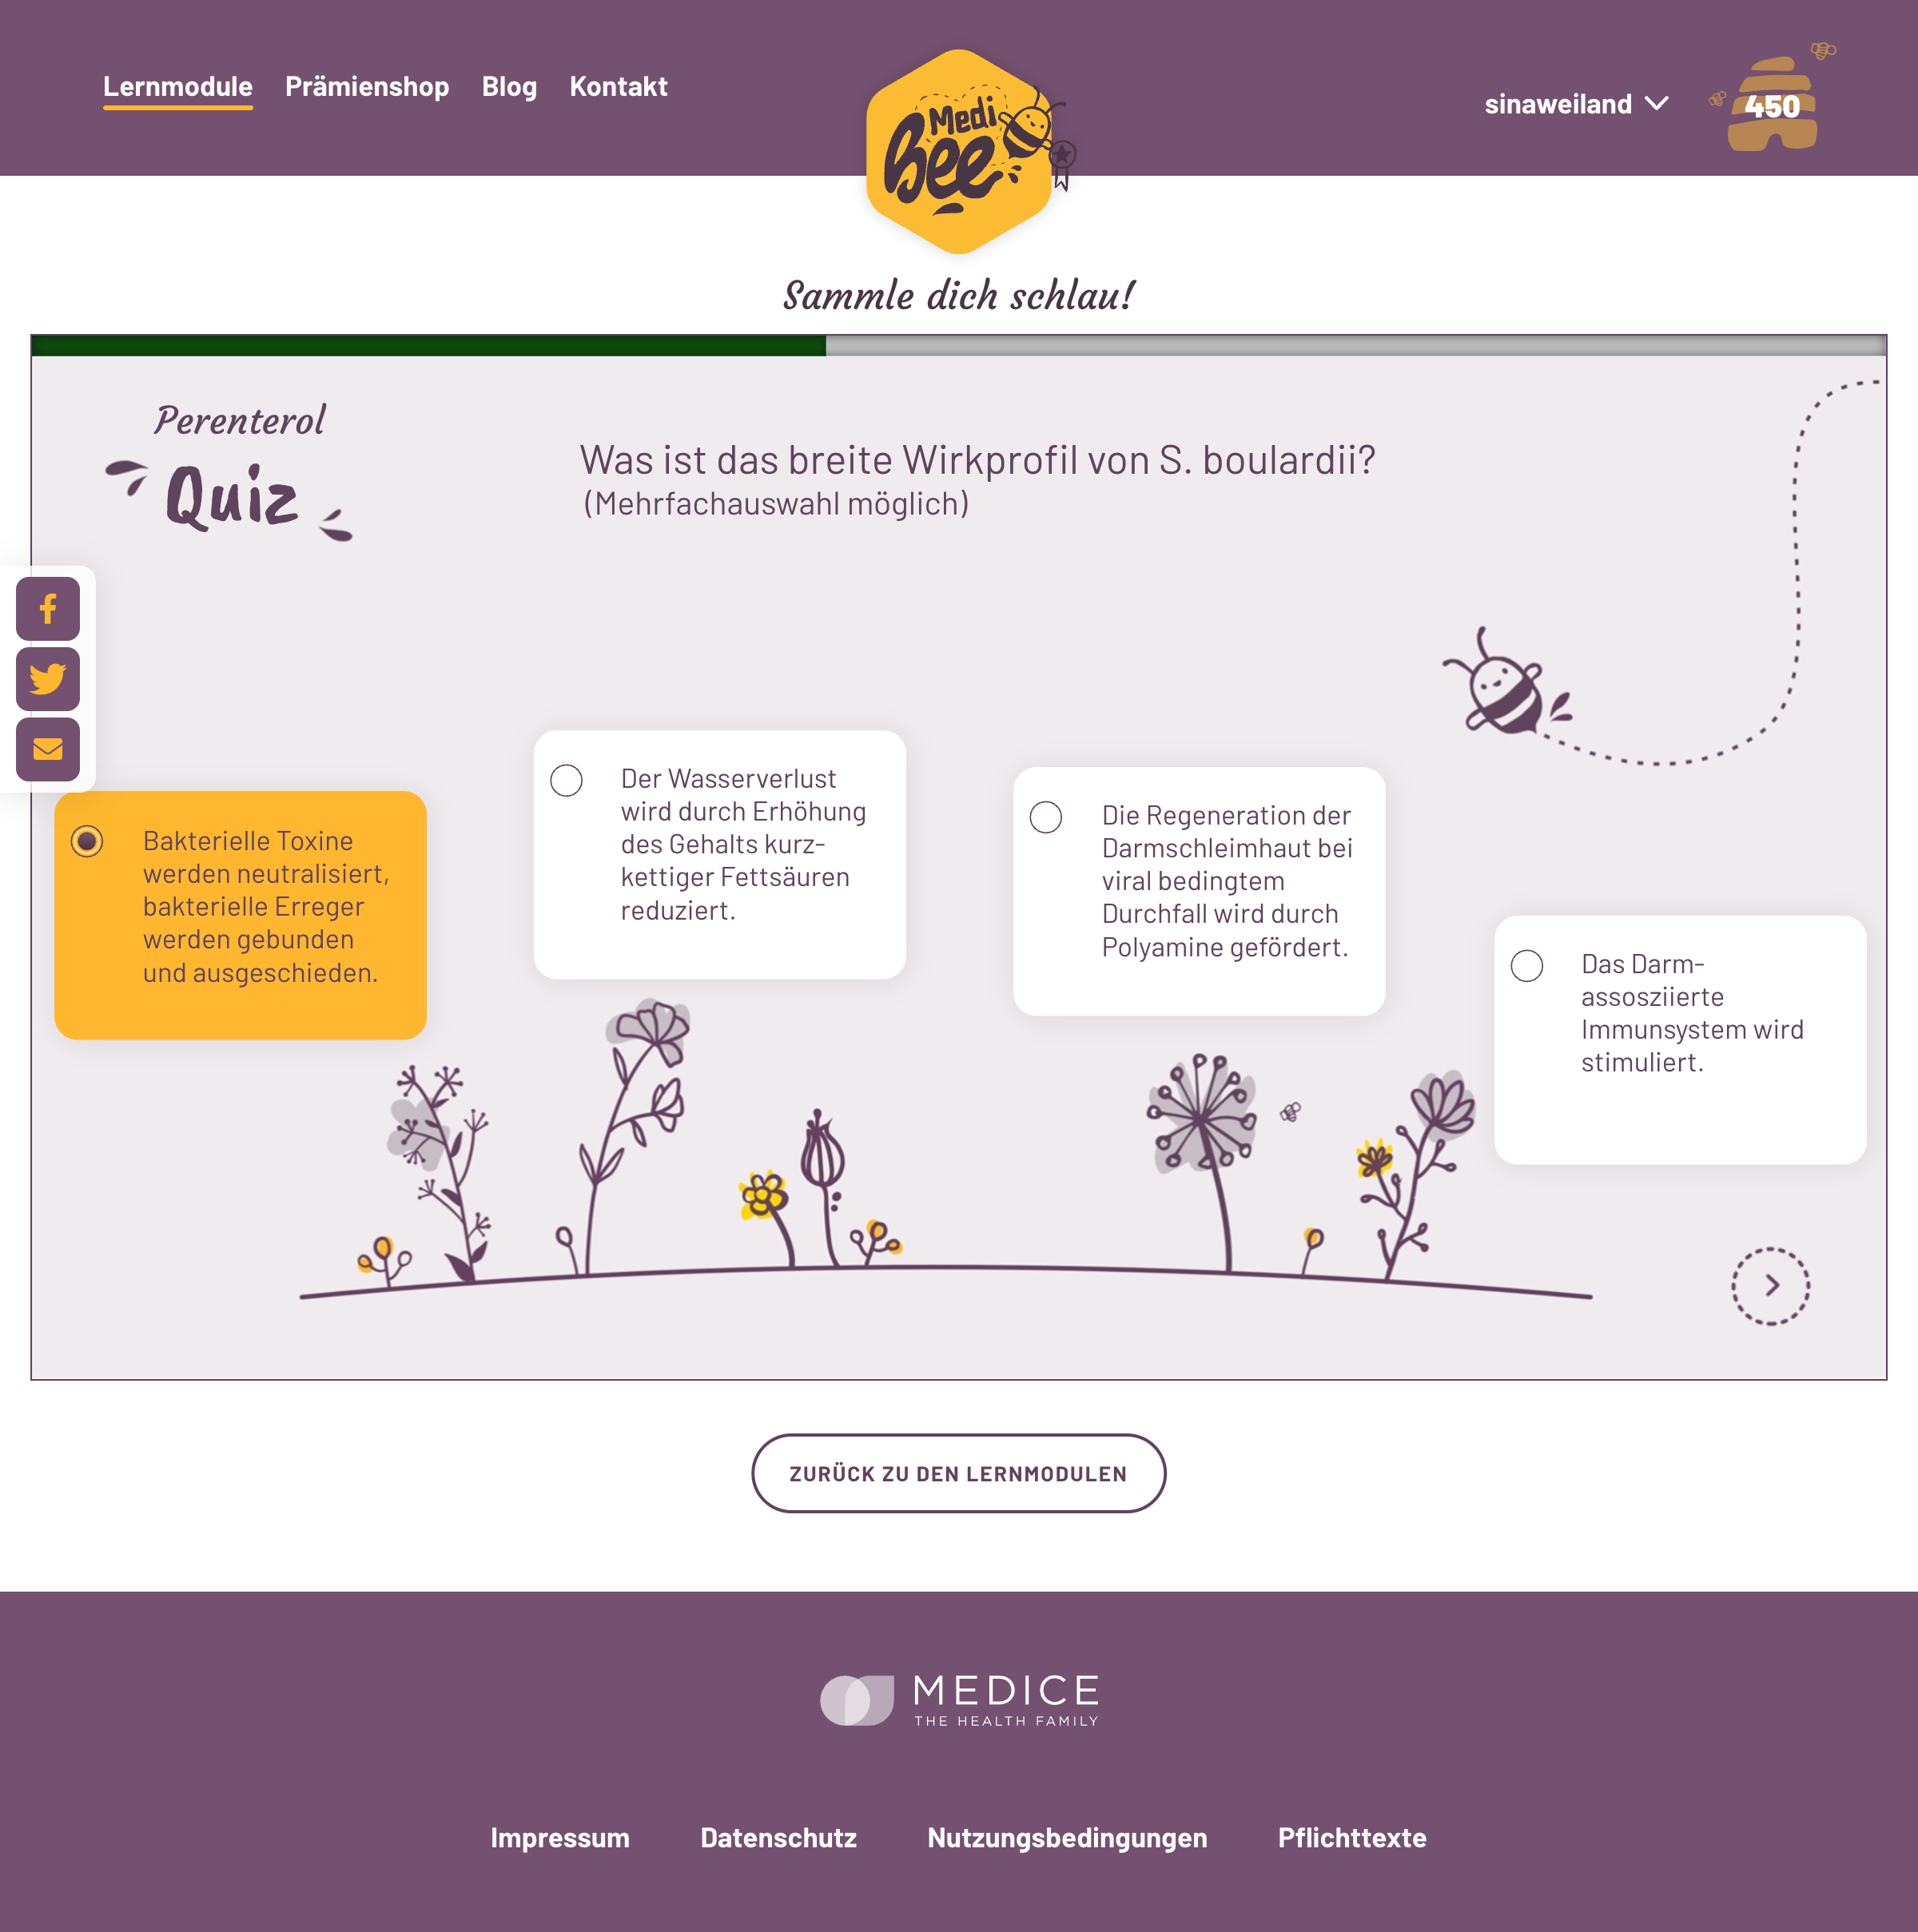 Lernmodule Prämienshop Blog Kontakt
Medi
bee
sinaweiland
450
Sammle dich schlau!
Perenterol
Quiz
Was ist das breite Wirkprofil von S. boulardii?
(Mehrfachauswahl möglich)
Bakterielle Toxine
werden neutralisiert,
bakterielle Erreger
werden gebunden
und ausgeschieden.
Der Wasserverlust
wird durch Erhöhung
des Gehalts kurz-
kettiger Fettsäuren
reduziert.
Die Regeneration der
Darmschleimhaut bei
viral bedingtem
Durchfall wird durch
Polyamine gefördert.
Das Darm-
assosziierte
Immunsystem wird
stimuliert.
ZURÜCK ZU DEN LERNMODULEN
MEDICE
THE HEALTH FAMILY
Impressum Datenschutz Nutzungsbedingungen Pflichttexte